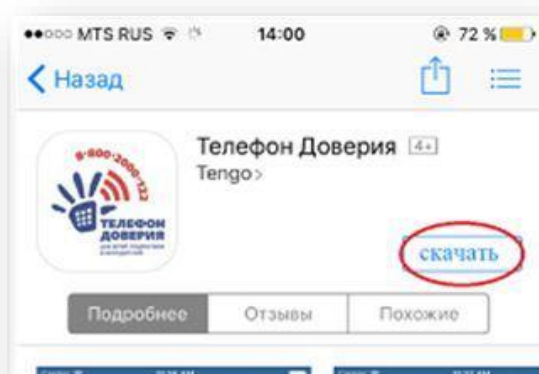 MTS RUS 14:00 72 %
Назад
8-800-2000-122
ТЕЛЕФОН
ДОВЕРИЯ
Телефон Доверия 4+
Tengo >
скачать
Подробнее Отзывы Похожие